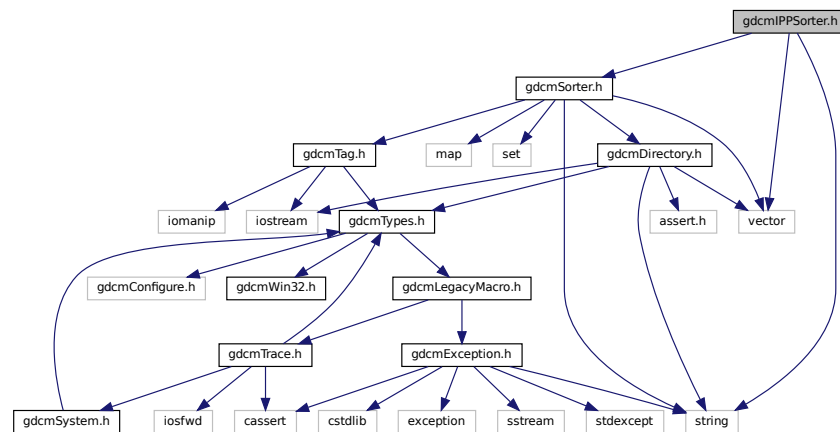 gdcmIPPSorter.h
gdcmSorter.h
gdcmTag.h
map
set
gdcmDirectory.h
iomanip
iostream
gdcmTypes.h
assert.h
vector
gdcmConfigure.h
gdcmWin32.h
gdcmLegacyMacro.h
gdcmTrace.h
gdcmException.h
gdcmSystem.h
iosfwd
cassert
cstdlib
exception
sstream
stdexcept
string